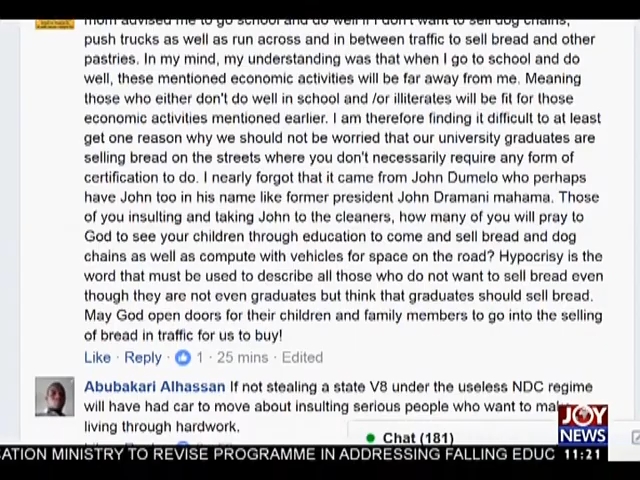 mom advised me to go school and do well if I don't want to sell dog chains,
push trucks as well as run across and in between traffic to sell bread and other
pastries. In my mind, my understanding was that when I go to school and do
well, these mentioned economic activities will be far away from me. Meaning
those who either don't do well in school and /or illiterates will be fit for those
economic activities mentioned earlier. I am therefore finding it difficult to at least
get one reason why we should not be worried that our university graduates are
selling bread on the streets where you don't necessarily require any form of
certification to do. I nearly forgot that it came from John Dumelo who perhaps
have John too in his name like former president John Dramani mahama. Those
of you insulting and taking John to the cleaners, how many of you will pray to
God to see your children through education to come and sell bread and dog
chains as well as compute with vehicles for space on the road? Hypocrisy is the
word that must be used to describe all those who do not want to sell bread even
though they are not even graduates but think that graduates should sell bread.
May God open doors for their children and family members to go into the selling
of bread in traffic for us to buy!
Like · Reply · 1 · 25 mins · Edited
Abubakari Alhassan If not stealing a state V8 under the useless NDC regime
will have had car to move about insulting serious people who want to make
living through hardwork.
Chat (181)
JOY
NEWS
ATION MINISTRY TO REVISE PROGRAMME IN ADDRESSING FALLING EDUC
11:21